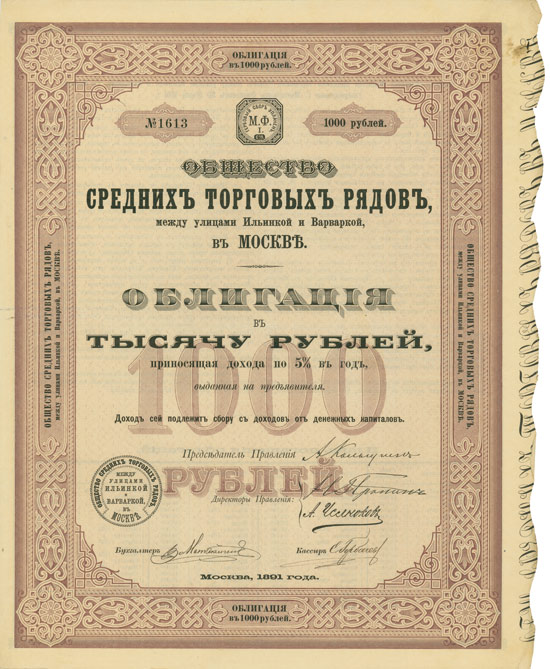 ОБЛИГАЦІЯ
въ 1000 рублей.
№ 1613
М.Ф.
I.
1000 рублей.
ОБЩЕСТВО
СРЕДНИХЪ ТОРГОВЫХЪ РЯДОВЪ,
между улицами Ильинкой и Варваркой,
въ МОСКВѢ.
ОБЛИГАЦІЯ
ВЪ
ТЫСЯЧУ РУБЛЕЙ,
приносящая дохода по 5% въ годъ,
выданная на предъявителя.
Доходъ сей подлежитъ сбору съ доходовъ отъ денежныхъ капиталовъ.
1000
РУБЛЕЙ
Предсѣдатель Правленія
Директоры Правленія:
Бухгалтеръ
Кассиръ
ОБЩЕСТВО СРЕДНИХЪ ТОРГОВЫХЪ РЯДОВЪ,
МЕЖДУ
УЛИЦАМИ
ИЛЬИНКОЙ
и
ВАРВАРКОЙ,
ВЪ
МОСКВѢ
Москва, 1891 года.
ОБЩЕСТВО СРЕДНИХЪ ТОРГОВЫХЪ РЯДОВЪ,
между улицами Ильинкой и Варваркой, въ МОСКВѢ.
ОБЩЕСТВО СРЕДНИХЪ ТОРГОВЫХЪ РЯДОВЪ,
между улицами Ильинкой и Варваркой, въ МОСКВѢ.
ОБЛИГАЦІЯ
въ 1000 рублей.